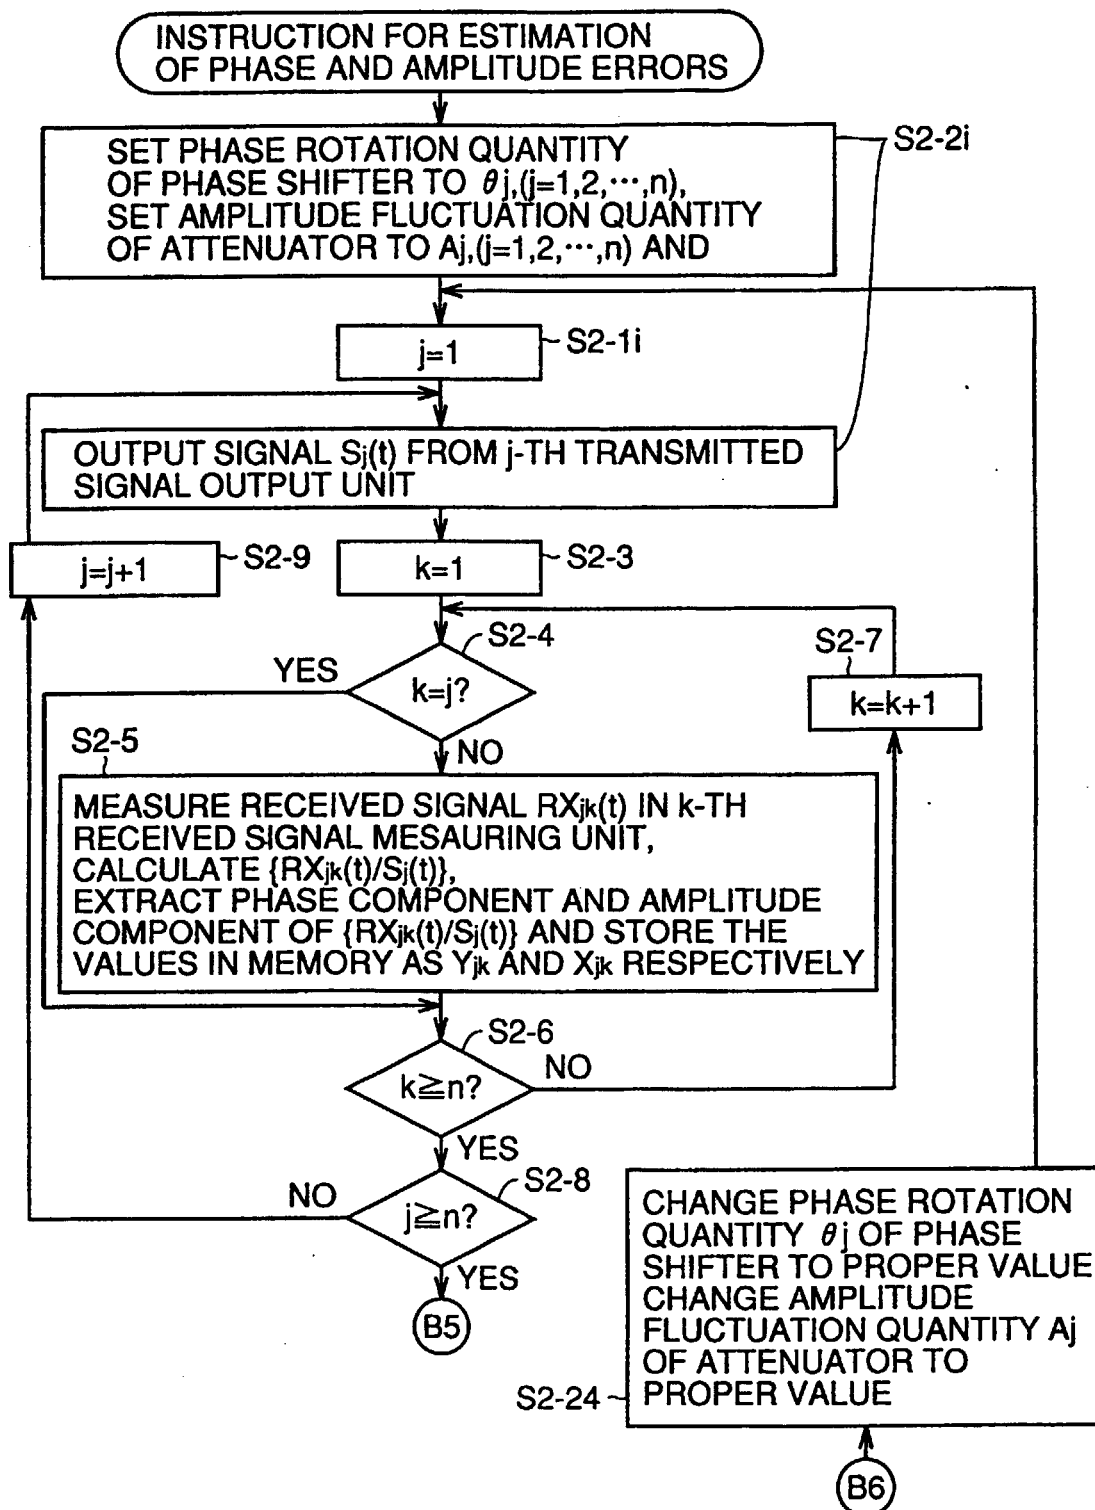 INSTRUCTION FOR ESTIMATION
OF PHASE AND AMPLITUDE ERRORS
SET PHASE ROTATION QUANTITY
OF PHASE SHIFTER TO θj,(j=1,2,⋯,n),
SET AMPLITUDE FLUCTUATION QUANTITY
OF ATTENUATOR TO Aj,(j=1,2,⋯,n) AND
S2-2i
j=1
S2-1i
OUTPUT SIGNAL Sj(t) FROM j-TH TRANSMITTED
SIGNAL OUTPUT UNIT
j=j+1
S2-9
k=1
S2-3
S2-4
YES
k=j?
NO
S2-7
k=k+1
S2-5
MEASURE RECEIVED SIGNAL RXjk(t) IN k-TH
RECEIVED SIGNAL MESAURING UNIT,
CALCULATE {RXjk(t)/Sj(t)},
EXTRACT PHASE COMPONENT AND AMPLITUDE
COMPONENT OF {RXjk(t)/Sj(t)} AND STORE THE
VALUES IN MEMORY AS Yjk AND Xjk RESPECTIVELY
S2-6
k≧n?
NO
YES
S2-8
NO
j≧n?
YES
B5
CHANGE PHASE ROTATION
QUANTITY θj OF PHASE
SHIFTER TO PROPER VALUE
CHANGE AMPLITUDE
FLUCTUATION QUANTITY Aj
OF ATTENUATOR TO
PROPER VALUE
S2-24
B6